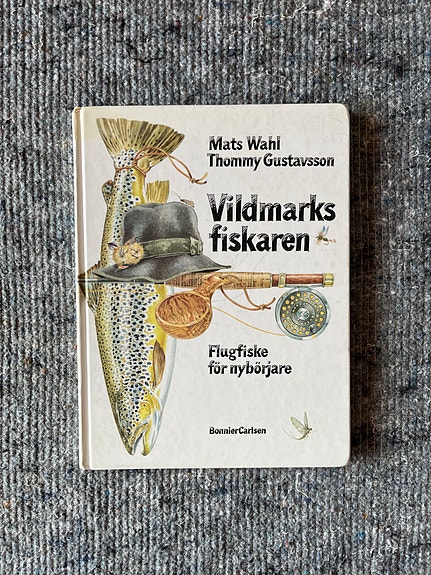 Mats Wahl
Thommy Gustavsson
Vildmarks
fiskaren
Flugfiske
för nybörjare
BonnierCarlsen